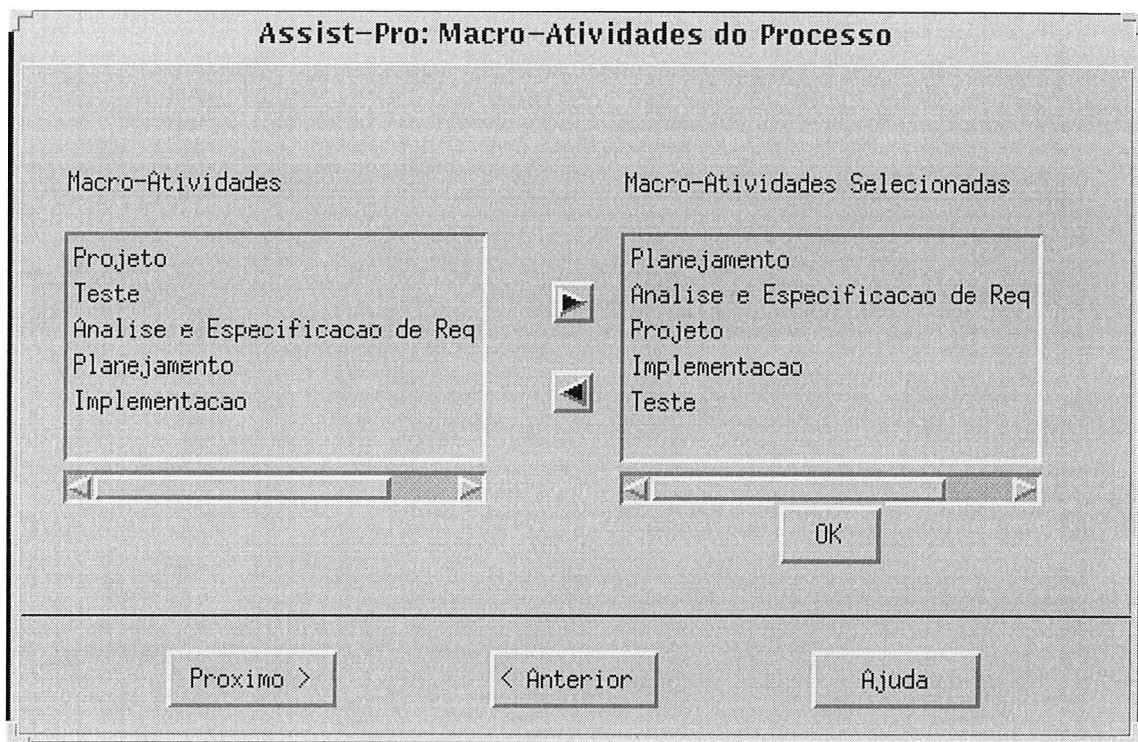 Assist-Pro: Macro-Atividades do Processo
Macro-Atividades
Projeto
Teste
Analise e Especificacao de Req
Planejamento
Implementacao
Macro-Atividades Selecionadas
Planejamento
Analise e Especificacao de Req
Projeto
Implementacao
Teste
OK
Proximo >
< Anterior
Ajuda